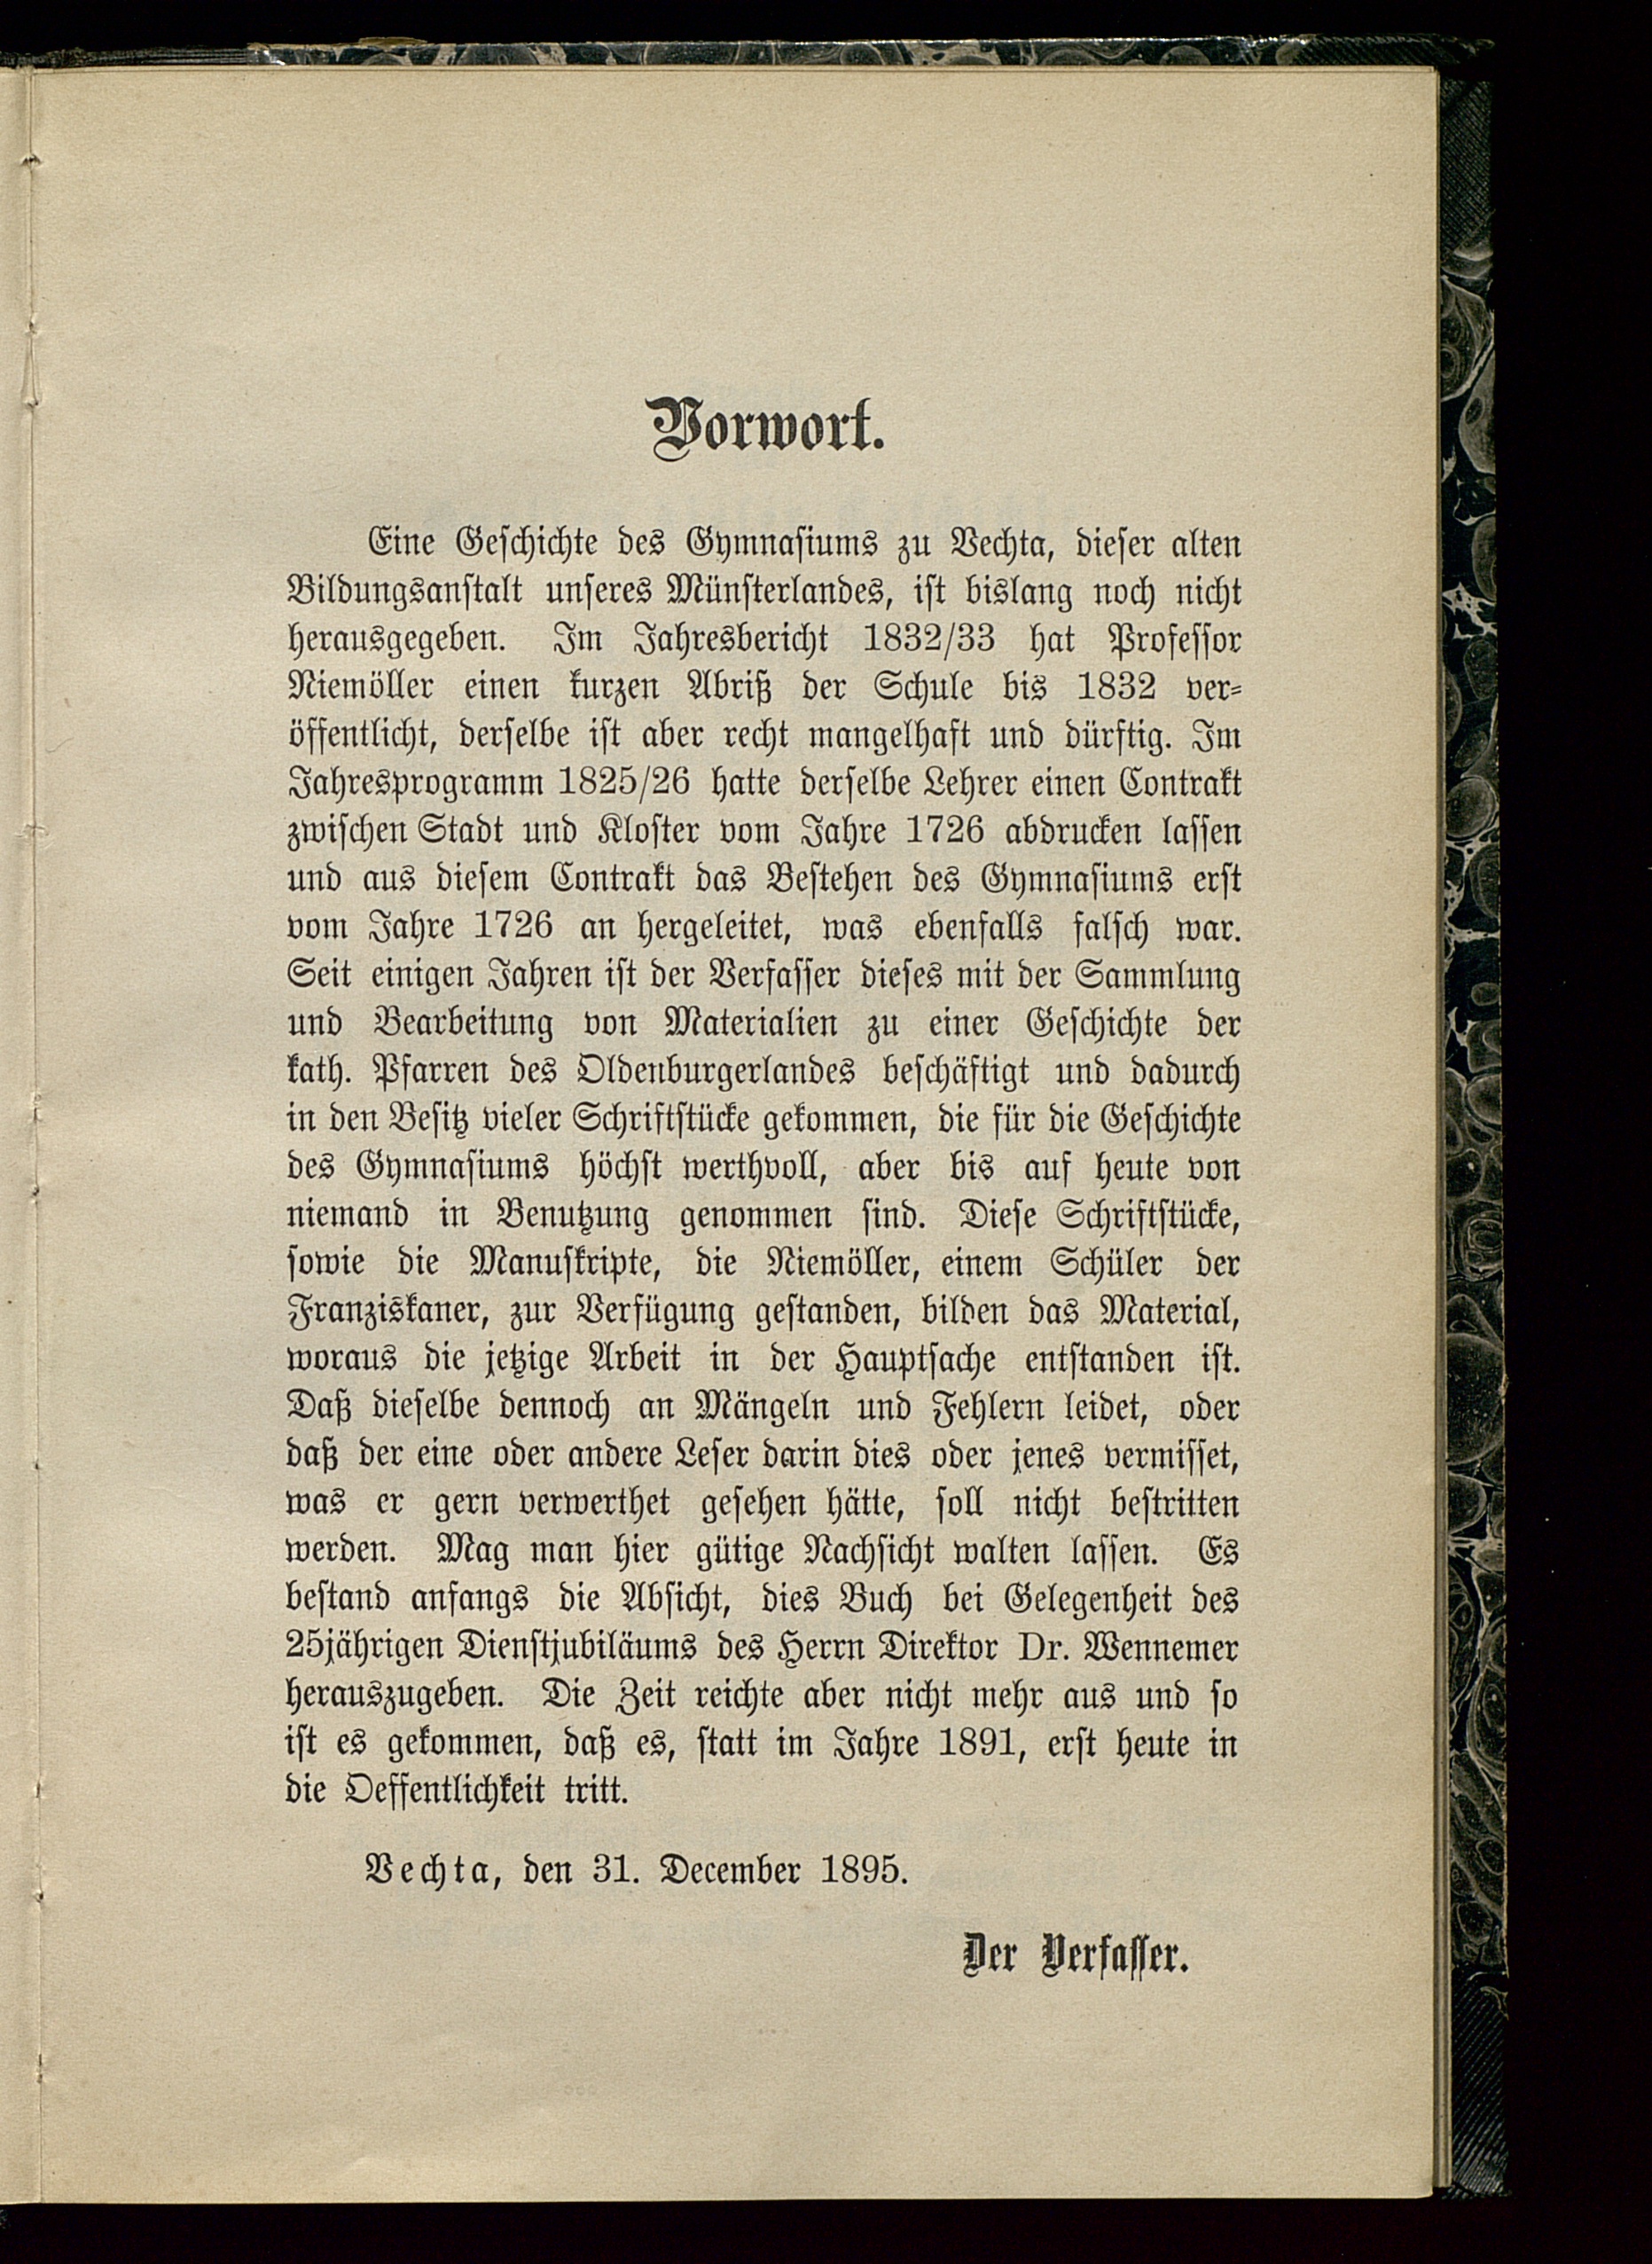 Vorwort.
Eine Geschichte des Gymnasiums zu Vechta, dieser alten
Bildungsanstalt unseres Münsterlandes, ist bislang noch nicht
herausgegeben. Im Jahresbericht 1832/33 hat Professor
Niemöller einen kurzen Abriß der Schule bis 1832 ver-
öffentlicht, derselbe ist aber recht mangelhaft und dürftig. Im
Jahresprogramm 1825/26 hatte derselbe Lehrer einen Contrakt
zwischen Stadt und Kloster vom Jahre 1726 abdrucken lassen
und aus diesem Contrakt das Bestehen des Gymnasiums erst
vom Jahre 1726 an hergeleitet, was ebenfalls falsch war.
Seit einigen Jahren ist der Verfasser dieses mit der Sammlung
und Bearbeitung von Materialien zu einer Geschichte der
kath. Pfarren des Oldenburgerlandes beschäftigt und dadurch
in den Besitz vieler Schriftstücke gekommen, die für die Geschichte
des Gymnasiums höchst werthvoll, aber bis auf heute von
niemand in Benutzung genommen sind. Diese Schriftstücke,
sowie die Manuskripte, die Niemöller, einem Schüler der
Franziskaner, zur Verfügung gestanden, bilden das Material,
woraus die jetzige Arbeit in der Hauptsache entstanden ist.
Daß dieselbe dennoch an Mängeln und Fehlern leidet, oder
daß der eine oder andere Leser darin dies oder jenes vermisset,
was er gern verwerthet gesehen hätte, soll nicht bestritten
werden. Mag man hier gütige Nachsicht walten lassen. Es
bestand anfangs die Absicht, dies Buch bei Gelegenheit des
25jährigen Dienstjubiläums des Herrn Direktor Dr. Wennemer
herauszugeben. Die Zeit reichte aber nicht mehr aus und so
ist es gekommen, daß es, statt im Jahre 1891, erst heute in
die Oeffentlichkeit tritt.
Vechta, den 31. December 1895.
Der Verfasser.